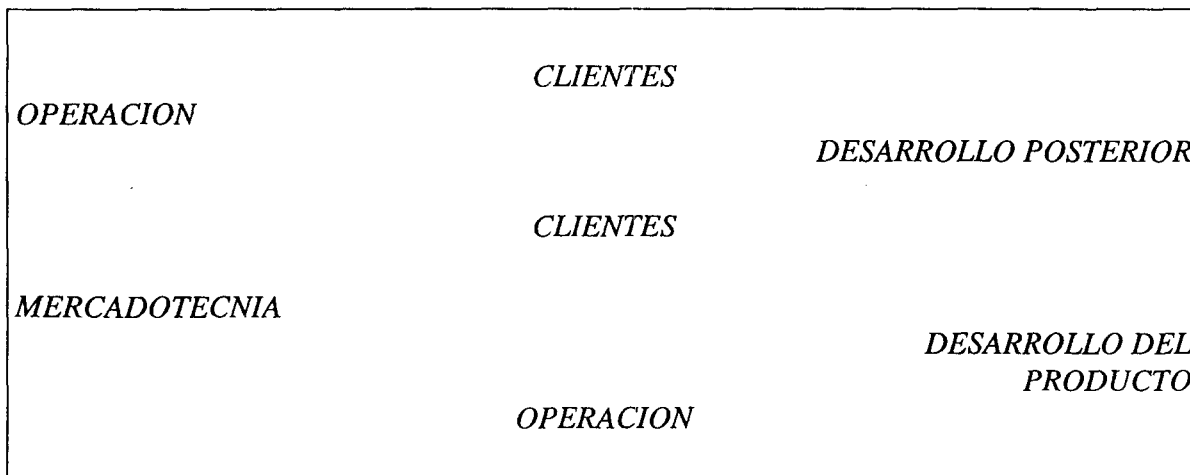 CLIENTES
OPERACION
DESARROLLO POSTERIOR
CLIENTES
MERCADOTECNIA
DESARROLLO DEL
PRODUCTO
OPERACION